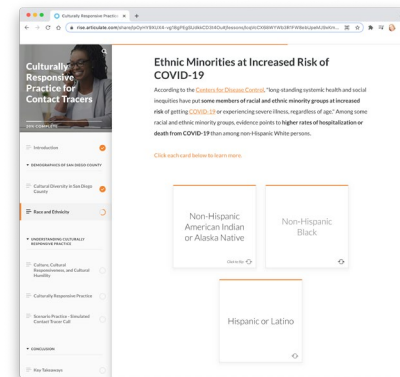 Culturally Responsive Practice
rise.articulate.com/share/
Culturally
Responsive
Practice for
Contact Tracers
Introduction
DEMOGRAPHICS OF SAN DIEGO COUNTY
Cultural Diversity in San Diego
County
Race and Ethnicity
UNDERSTANDING CULTURALLY
RESPONSIVE PRACTICE
Culture, Cultural
Responsiveness, and Cultural
Humility
Culturally Responsive Practice
Scenario Practice - Simulated
Contact Tracer Call
CONCLUSION
Key Takeaways
Ethnic Minorities at Increased Risk of
COVID-19
According to the Centers for Disease Control, "long-standing systemic health and social
inequities have put some members of racial and ethnic minority groups at increased
risk of getting COVID-19 or experiencing severe illness, regardless of age." Among some
racial and ethnic minority groups, evidence points to higher rates of hospitalization or
death from COVID-19 than among non-Hispanic White persons.
Click each card below to learn more.
Non-Hispanic
American Indian
or Alaska Native
Click to flip
Non-Hispanic
Black
Hispanic or Latino